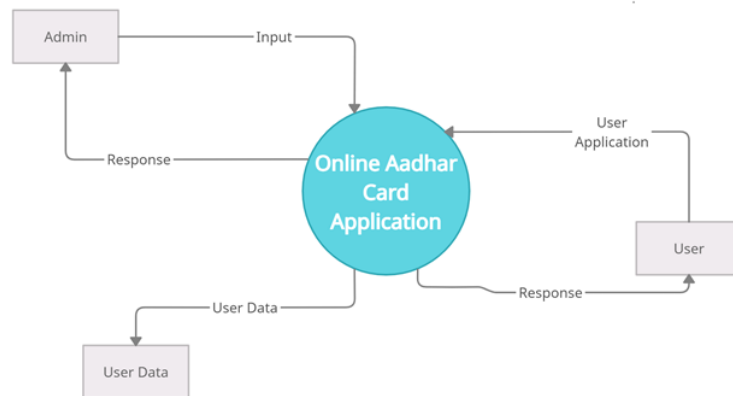 Admin
Input
User
Application
Response
Online Aadhar
Card
Application
User
Response
User Data
User Data